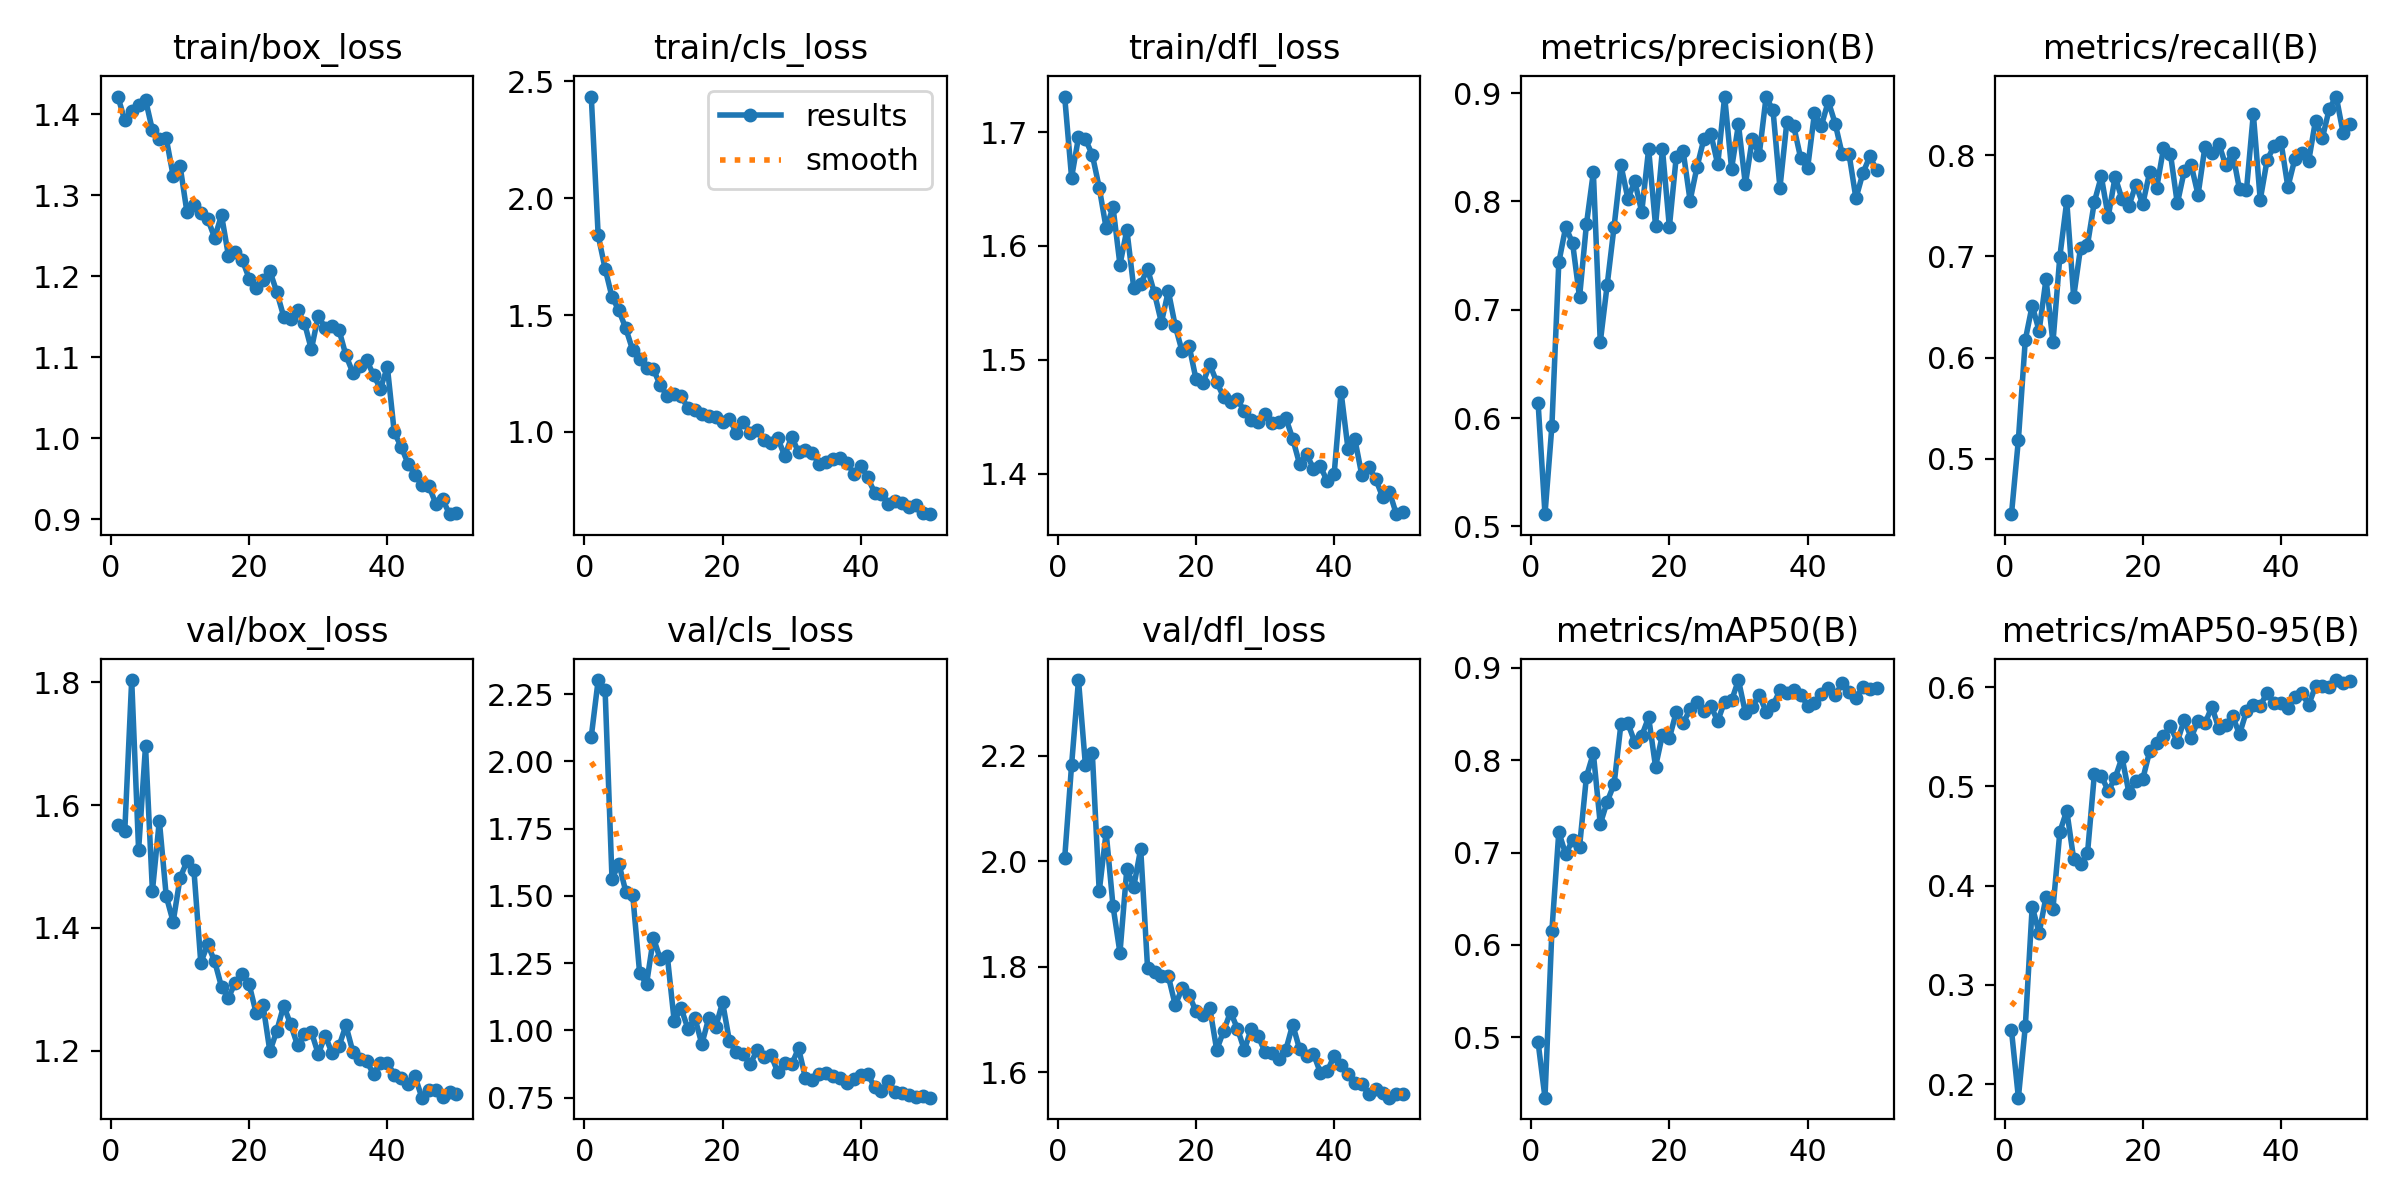 train/box_loss
1.4
1.3
1.2
1.1
1.0
0.9
0 20 40
train/cls_loss
results
smooth
2.5
2.0
1.5
1.0
0 20 40
train/dfl_loss
1.7
1.6
1.5
1.4
0 20 40
metrics/precision(B)
0.9
0.8
0.7
0.6
0.5
0 20 40
metrics/recall(B)
0.8
0.7
0.6
0.5
0 20 40
val/box_loss
1.8
1.6
1.4
1.2
0 20 40
val/cls_loss
2.25
2.00
1.75
1.50
1.25
1.00
0.75
0 20 40
val/dfl_loss
2.2
2.0
1.8
1.6
0 20 40
metrics/mAP50(B)
0.9
0.8
0.7
0.6
0.5
0 20 40
metrics/mAP50-95(B)
0.6
0.5
0.4
0.3
0.2
0 20 40